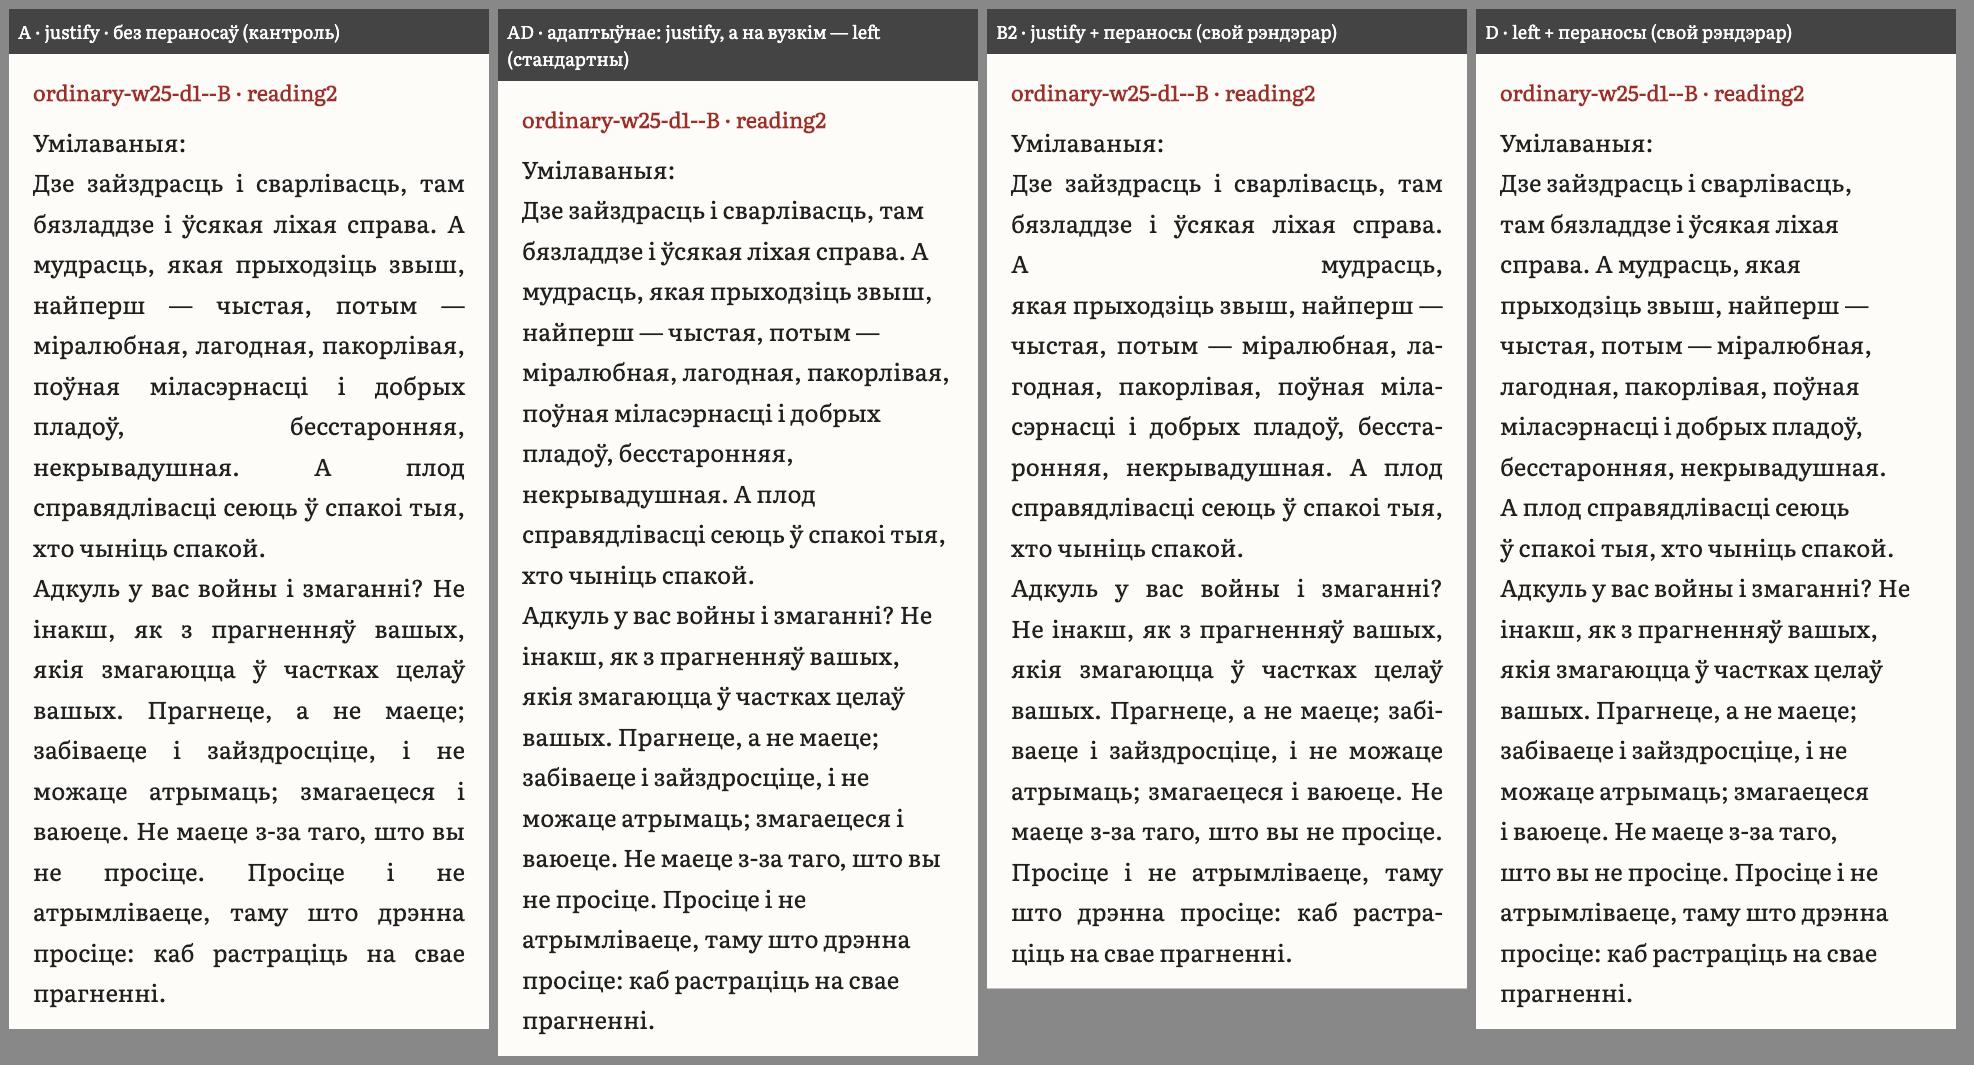 A · justify · без пераносаў (кантроль)
ordinary-w25-d1--B · reading2
Умілаваныя:
Дзе зайздрасць і сварлівасць, там
бязладдзе і ўсякая ліхая справа. А
мудрасць, якая прыходзіць звыш,
найперш — чыстая, потым —
міралюбная, лагодная, пакорлівая,
поўная міласэрнасці і добрых
пладоў, бесстаронняя,
некрывадушная. А плод
справядлівасці сеюць ў спакоі тыя,
хто чыніць спакой.
Адкуль у вас войны і змаганні? Не
інакш, як з прагненняў вашых,
якія змагаюцца ў частках целаў
вашых. Прагнеце, а не маеце;
забіваеце і зайздросціце, і не
можаце атрымаць; змагаецеся і
ваюеце. Не маеце з-за таго, што вы
не просіце. Просіце і не
атрымліваеце, таму што дрэнна
просіце: каб растраціць на свае
прагненні.
AD · адаптыўнае: justify, а на вузкім — left
(стандартны)
ordinary-w25-d1--B · reading2
Умілаваныя:
Дзе зайздрасць і сварлівасць, там
бязладдзе і ўсякая ліхая справа. А
мудрасць, якая прыходзіць звыш,
найперш — чыстая, потым —
міралюбная, лагодная, пакорлівая,
поўная міласэрнасці і добрых
пладоў, бесстаронняя,
некрывадушная. А плод
справядлівасці сеюць ў спакоі тыя,
хто чыніць спакой.
Адкуль у вас войны і змаганні? Не
інакш, як з прагненняў вашых,
якія змагаюцца ў частках целаў
вашых. Прагнеце, а не маеце;
забіваеце і зайздросціце, і не
можаце атрымаць; змагаецеся і
ваюеце. Не маеце з-за таго, што вы
не просіце. Просіце і не
атрымліваеце, таму што дрэнна
просіце: каб растраціць на свае
прагненні.
B2 · justify + пераносы (свой рэндэрар)
ordinary-w25-d1--B · reading2
Умілаваныя:
Дзе зайздрасць і сварлівасць, там
бязладдзе і ўсякая ліхая справа.
А мудрасць,
якая прыходзіць звыш, найперш —
чыстая, потым — міралюбная, ла-
годная, пакорлівая, поўная міла-
сэрнасці і добрых пладоў, бесста-
ронняя, некрывадушная. А плод
справядлівасці сеюць ў спакоі тыя,
хто чыніць спакой.
Адкуль у вас войны і змаганні?
Не інакш, як з прагненняў вашых,
якія змагаюцца ў частках целаў
вашых. Прагнеце, а не маеце; забі-
ваеце і зайздросціце, і не можаце
атрымаць; змагаецеся і ваюеце. Не
маеце з-за таго, што вы не просіце.
Просіце і не атрымліваеце, таму
што дрэнна просіце: каб растра-
ціць на свае прагненні.
D · left + пераносы (свой рэндэрар)
ordinary-w25-d1--B · reading2
Умілаваныя:
Дзе зайздрасць і сварлівасць,
там бязладдзе і ўсякая ліхая
справа. А мудрасць, якая
прыходзіць звыш, найперш —
чыстая, потым — міралюбная,
лагодная, пакорлівая, поўная
міласэрнасці і добрых пладоў,
бесстаронняя, некрывадушная.
А плод справядлівасці сеюць
ў спакоі тыя, хто чыніць спакой.
Адкуль у вас войны і змаганні? Не
інакш, як з прагненняў вашых,
якія змагаюцца ў частках целаў
вашых. Прагнеце, а не маеце;
забіваеце і зайздросціце, і не
можаце атрымаць; змагаецеся
і ваюеце. Не маеце з-за таго,
што вы не просіце. Просіце і не
атрымліваеце, таму што дрэнна
просіце: каб растраціць на свае
прагненні.